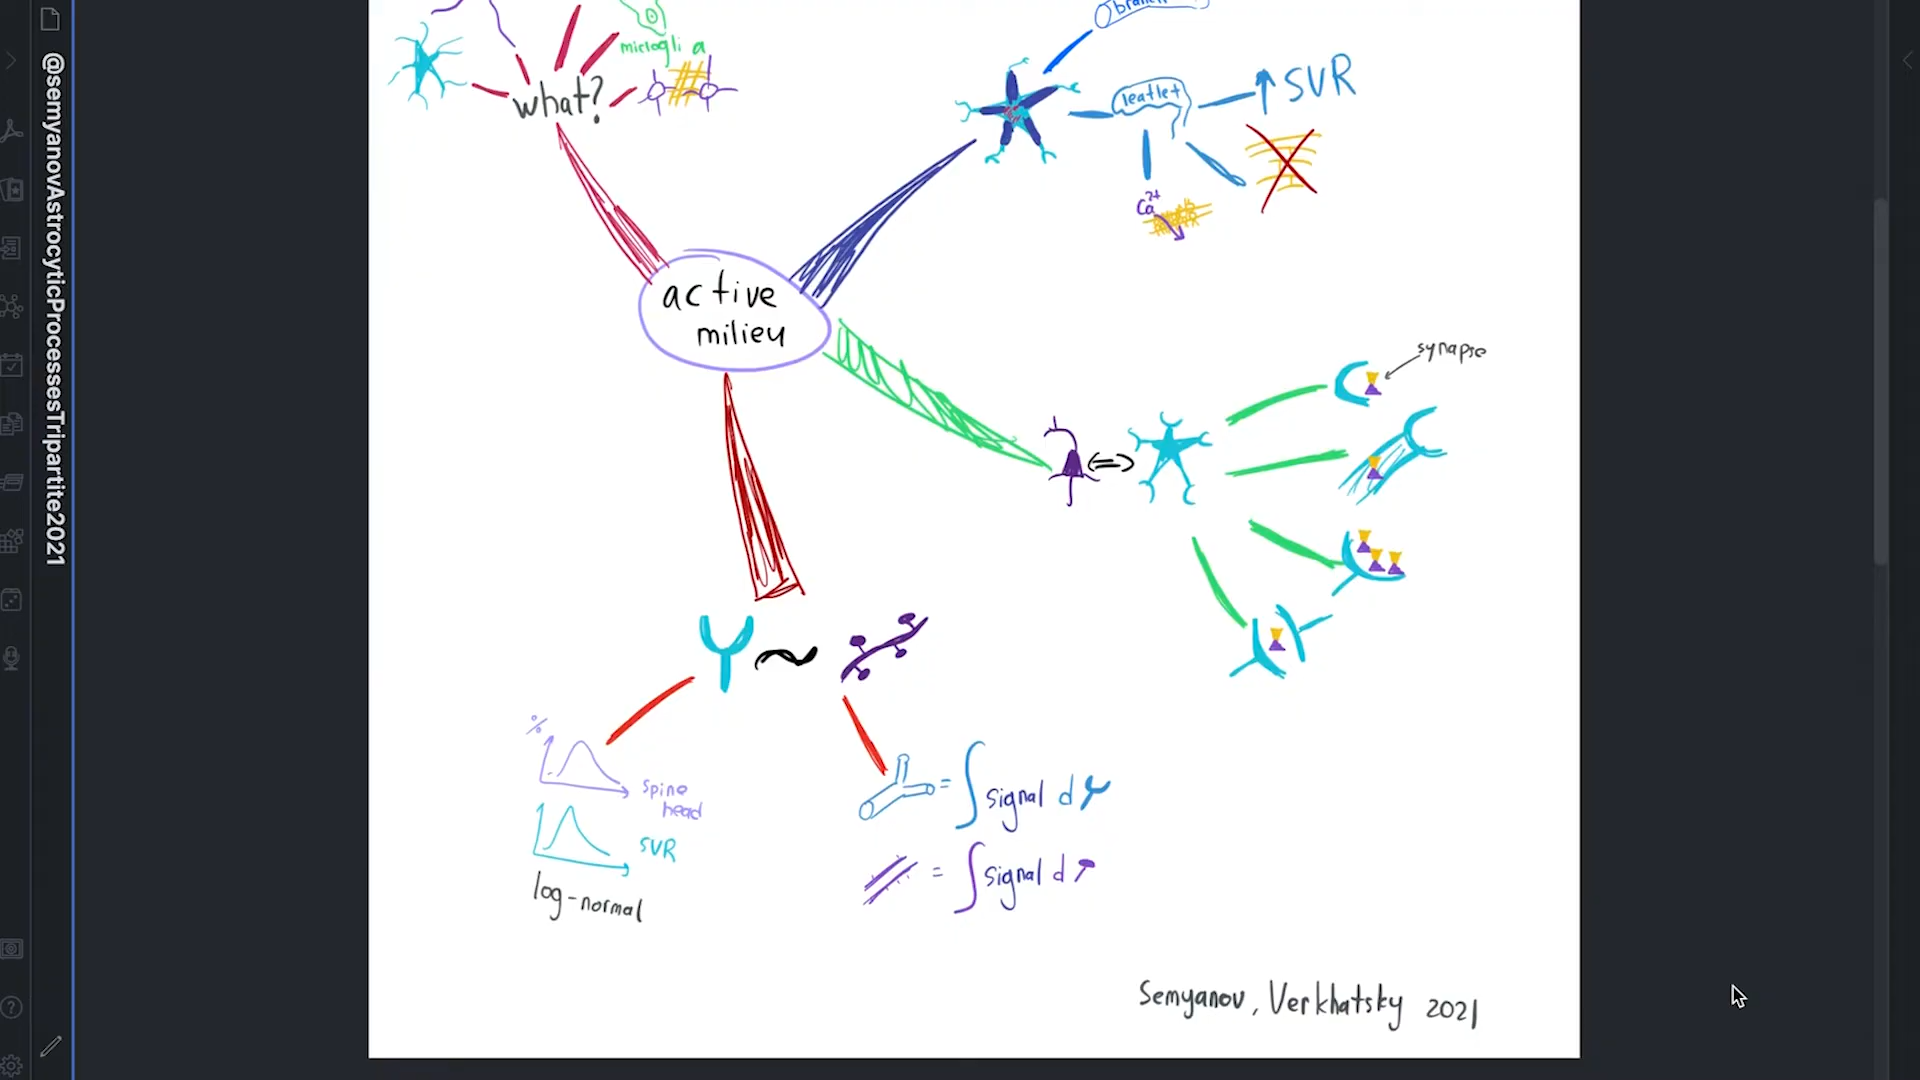 @semyanovAstrocyticProcessesTripartite2021
microglia
what?
leaflet
↑ SVR
Ca2+
active
milieu
synapse
%
spine
head
SVR
log-normal
= ∫ signal d
= ∫ signal d
Semyanov, Verkhatsky 2021